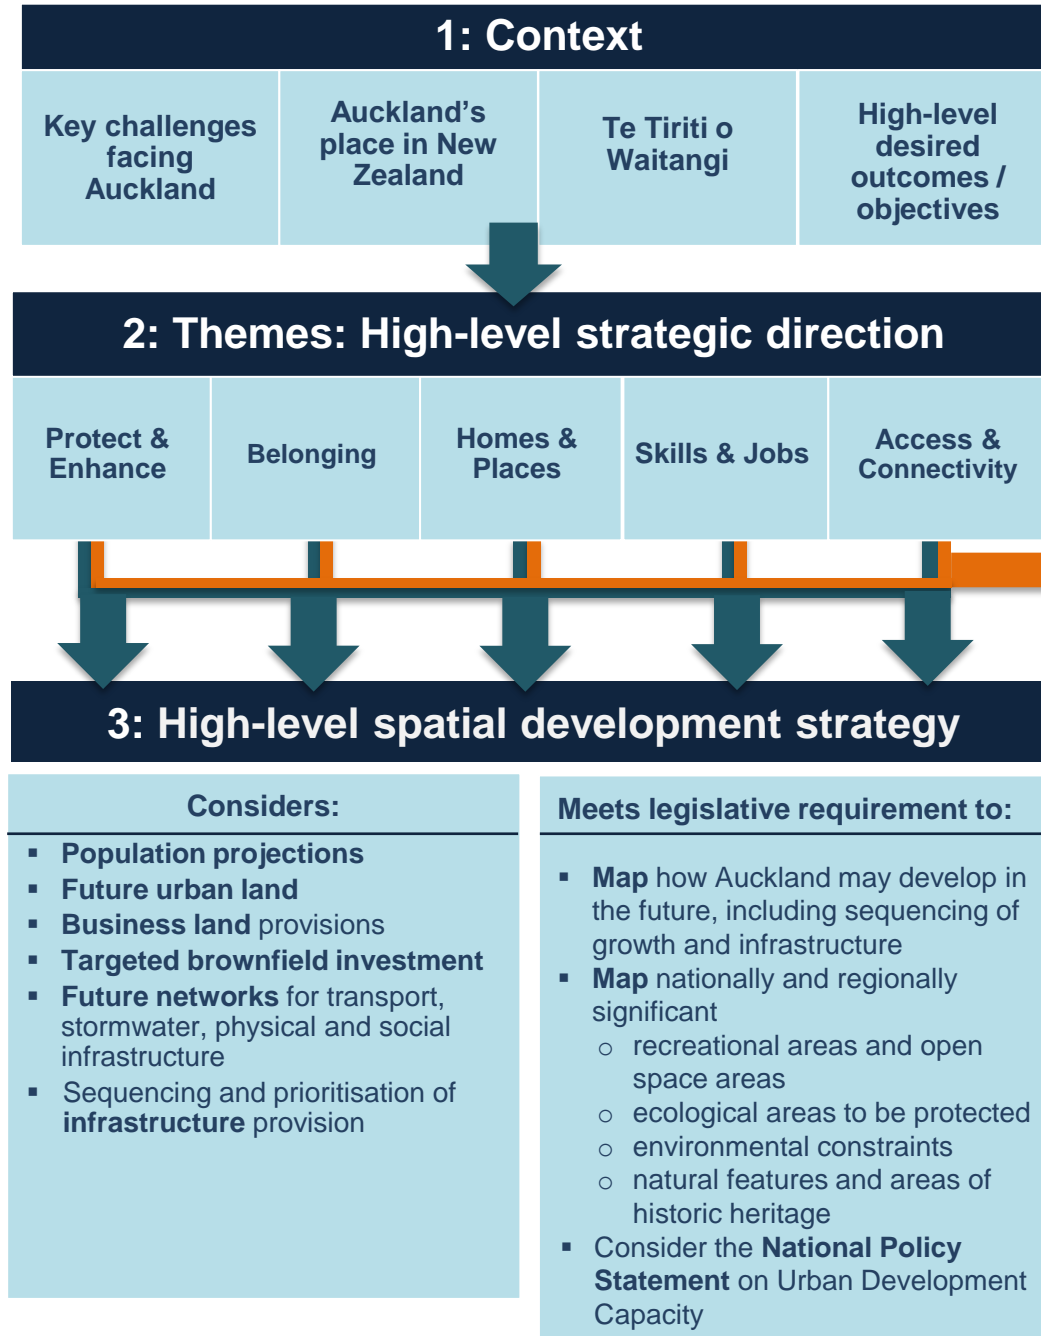 1: Context
Key challenges
facing
Auckland
Auckland’s
place in New
Zealand
Te Tiriti o
Waitangi
High-level
desired
outcomes /
objectives
2: Themes: High-level strategic direction
Protect &
Enhance
Belonging
Homes &
Places
Skills & Jobs
Access &
Connectivity
3: High-level spatial development strategy
Considers:
▪ Population projections
▪ Future urban land
▪ Business land provisions
▪ Targeted brownfield investment
▪ Future networks for transport,
stormwater, physical and social
infrastructure
▪ Sequencing and prioritisation of
infrastructure provision
Meets legislative requirement to:
▪ Map how Auckland may develop in
the future, including sequencing of
growth and infrastructure
▪ Map nationally and regionally
significant
o recreational areas and open
space areas
o ecological areas to be protected
o environmental constraints
o natural features and areas of
historic heritage
▪ Consider the National Policy
Statement on Urban Development
Capacity